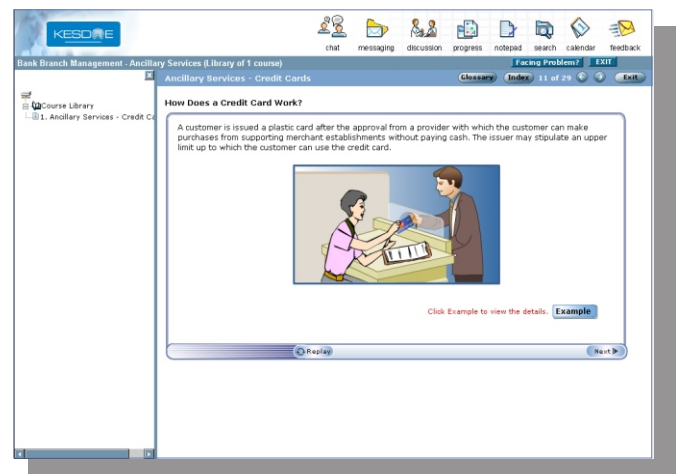 KESDEE
chat messaging discussion progress notepad search calendar feedback
Bank Branch Management - Ancillary Services (Library of 1 course)
Facing Problem? EXIT
Ancillary Services - Credit Cards
Glossary Index 11 of 29 Exit
Course Library
1. Ancillary Services - Credit Ca
How Does a Credit Card Work?
A customer is issued a plastic card after the approval from a provider with which the customer can make
purchases from supporting merchant establishments without paying cash. The issuer may stipulate an upper
limit up to which the customer can use the credit card.
Click Example to view the details. Example
Replay Next